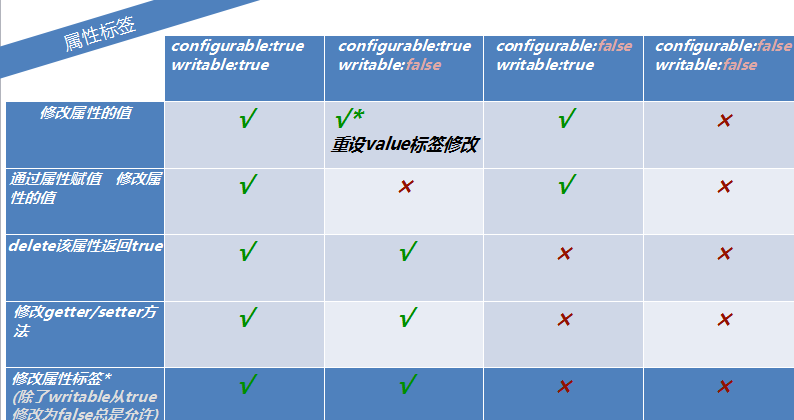 属性标签
configurable:true
writable:true
configurable:true
writable:false
configurable:false
writable:true
configurable:false
writable:false
修改属性的值
√
√*
重设value标签修改
√
×
通过属性赋值 修改属
性的值
√
×
√
×
delete该属性返回true
√
√
×
×
修改getter/setter方
法
√
√
×
×
修改属性标签*
(除了writable从true
修改为false总是允许)
√
√
×
×